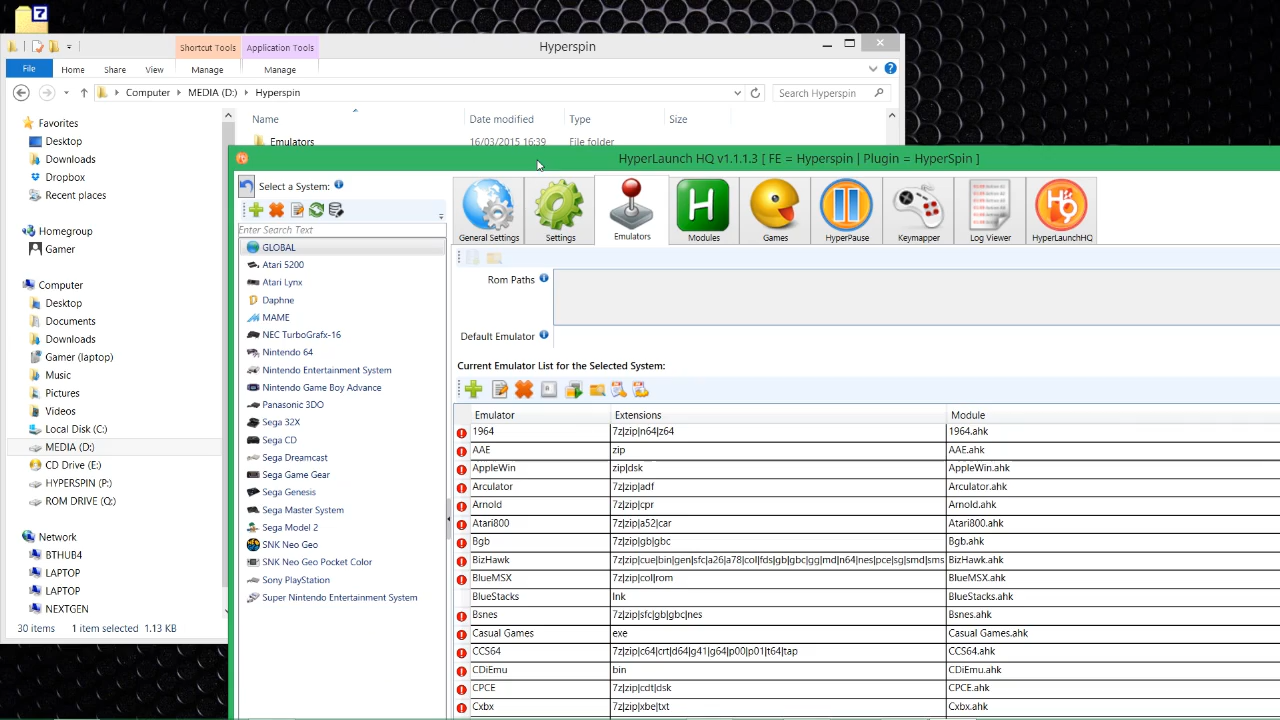 7
Shortcut Tools
Application Tools
Hyperspin
File
Home
Share
View
Manage
Manage
Computer
MEDIA (D:)
Hyperspin
Search Hyperspin
Name
Date modified
Type
Size
Emulators
16/03/2015 16:39
File folder
Favorites
Desktop
Downloads
Dropbox
Recent places
Homegroup
Gamer
Computer
Desktop
Documents
Downloads
Gamer (laptop)
Music
Pictures
Videos
Local Disk (C:)
MEDIA (D:)
CD Drive (E:)
HYPERSPIN (P:)
ROM DRIVE (Q:)
Network
BTHUB4
LAPTOP
LAPTOP
NEXTGEN
30 items 1 item selected 1.13 KB
HyperLaunch HQ v1.1.1.3 [ FE = Hyperspin | Plugin = HyperSpin ]
Select a System:
Enter Search Text
GLOBAL
Atari 5200
Atari Lynx
Daphne
MAME
NEC TurboGrafx-16
Nintendo 64
Nintendo Entertainment System
Nintendo Game Boy Advance
Panasonic 3DO
Sega 32X
Sega CD
Sega Dreamcast
Sega Game Gear
Sega Genesis
Sega Master System
Sega Model 2
SNK Neo Geo
SNK Neo Geo Pocket Color
Sony PlayStation
Super Nintendo Entertainment System
General Settings
Settings
Emulators
Modules
Games
HyperPause
Keymapper
Log Viewer
HyperLaunchHQ
Rom Paths
Default Emulator
Current Emulator List for the Selected System:
Emulator Extensions Module
1964 7z|zip|n64|z64 1964.ahk
AAE zip AAE.ahk
AppleWin zip|dsk AppleWin.ahk
Arculator 7z|zip|adf Arculator.ahk
Arnold 7z|zip|cpr Arnold.ahk
Atari800 7z|zip|a52|car Atari800.ahk
Bgb 7z|zip|gb|gbc Bgb.ahk
BizHawk 7z|zip|cue|bin|gen|sfc|a26|a78|col|fds|gb|gbc|gg|md|n64|nes|pce|sg|smd|sms BizHawk.ahk
BlueMSX 7z|zip|col|rom BlueMSX.ahk
BlueStacks lnk BlueStacks.ahk
Bsnes 7z|zip|sfc|gb|gbc|nes Bsnes.ahk
Casual Games exe Casual Games.ahk
CCS64 7z|zip|c64|crt|d64|g41|g64|p00|p01|t64|tap CCS64.ahk
CDiEmu bin CDiEmu.ahk
CPCE 7z|zip|cdt|dsk CPCE.ahk
Cxbx 7z|zip|xbe|txt Cxbx.ahk